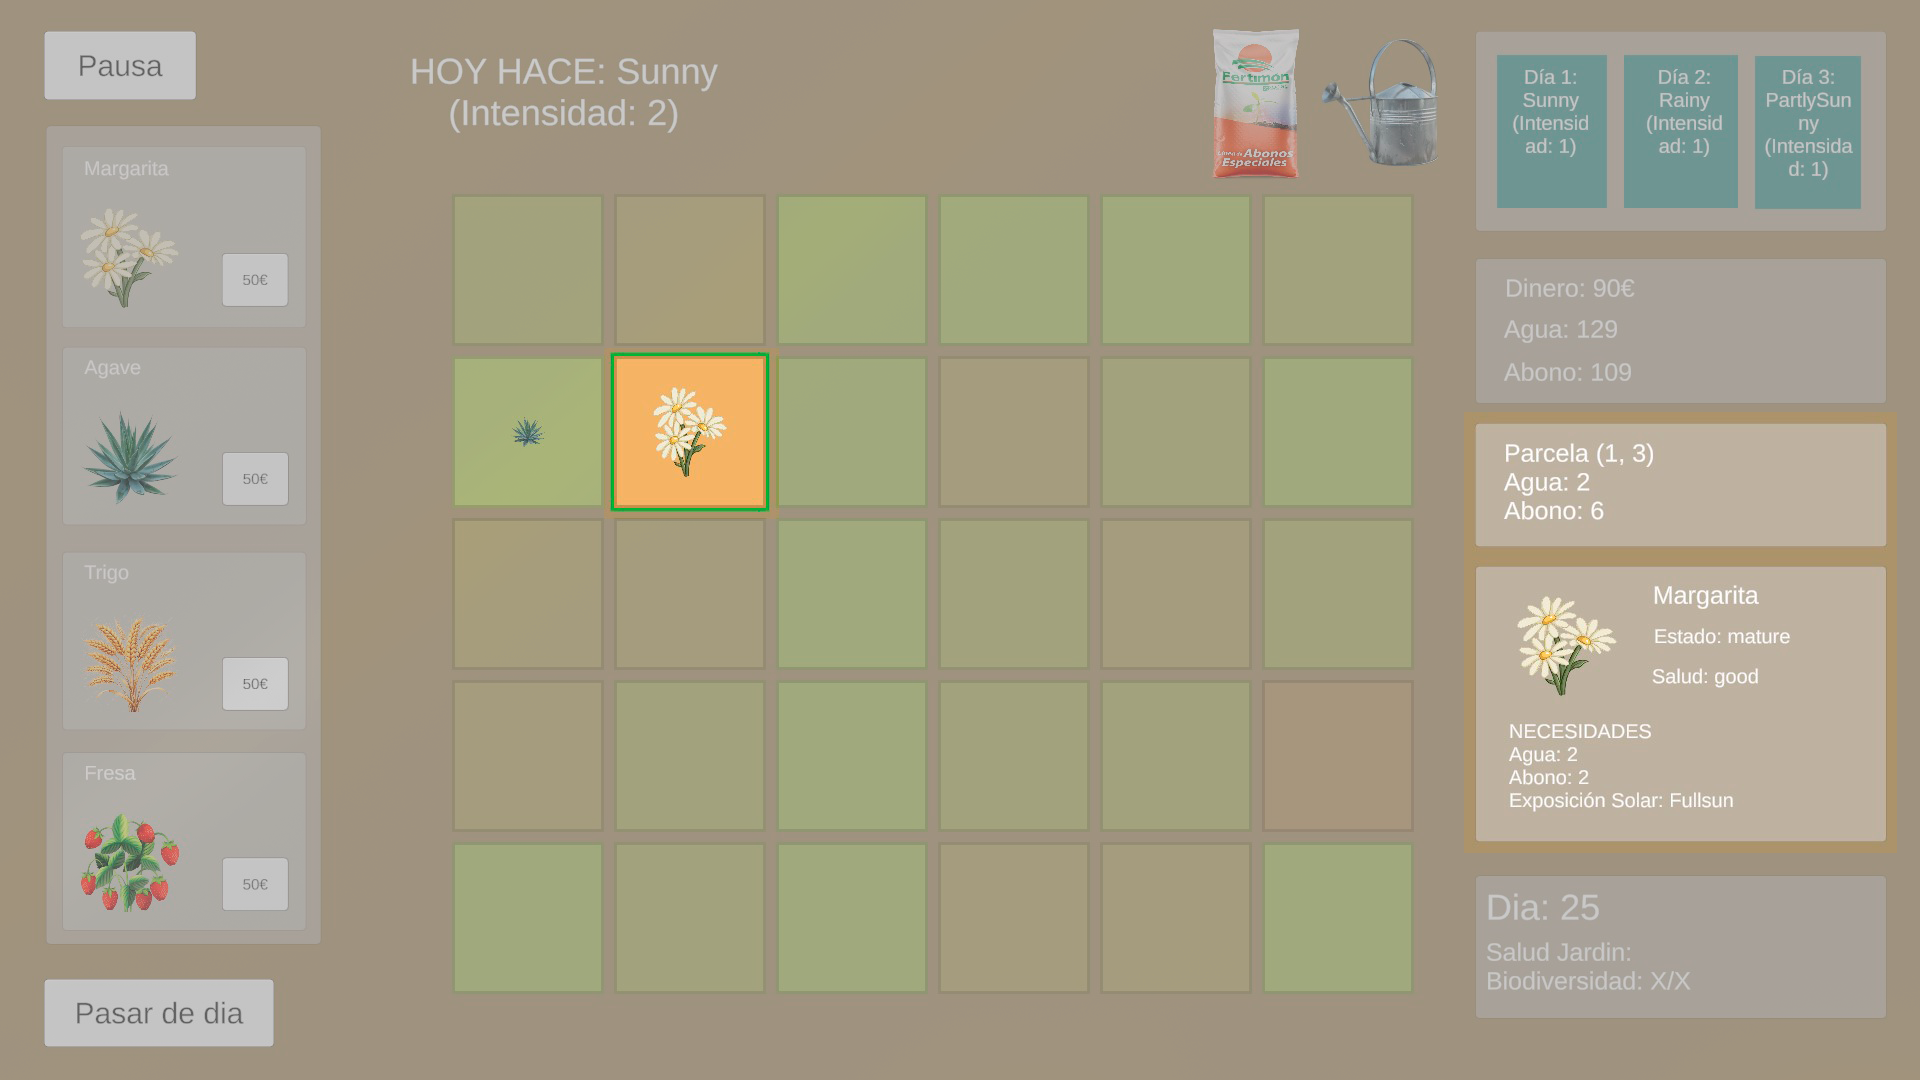 Pausa
HOY HACE: Sunny
(Intensidad: 2)
Fertimon
Abonos
Especiales
Día 1:
Sunny
(Intensid
ad: 1)
Día 2:
Rainy
(Intensid
ad: 1)
Día 3:
PartlySun
ny
(Intensida
d: 1)
Margarita
50€
Agave
50€
Trigo
50€
Fresa
50€
Dinero: 90€
Agua: 129
Abono: 109
Parcela (1, 3)
Agua: 2
Abono: 6
Margarita
Estado: mature
Salud: good
NECESIDADES
Agua: 2
Abono: 2
Exposición Solar: Fullsun
Dia: 25
Salud Jardin:
Biodiversidad: X/X
Pasar de dia